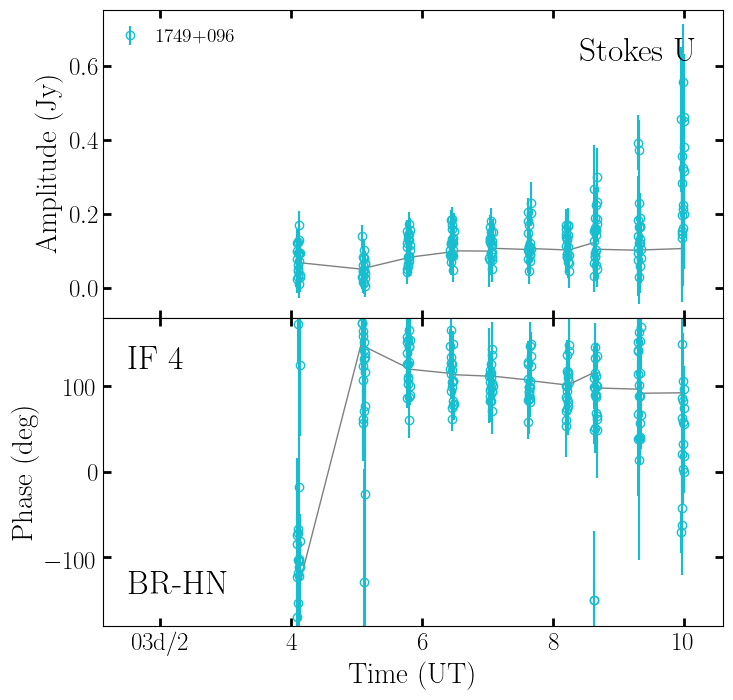 1749+096
Stokes U
Amplitude (Jy)
0.6
0.4
0.2
0.0
IF 4
BR-HN
Phase (deg)
100
0
−100
03d/2
4
6
8
10
Time (UT)